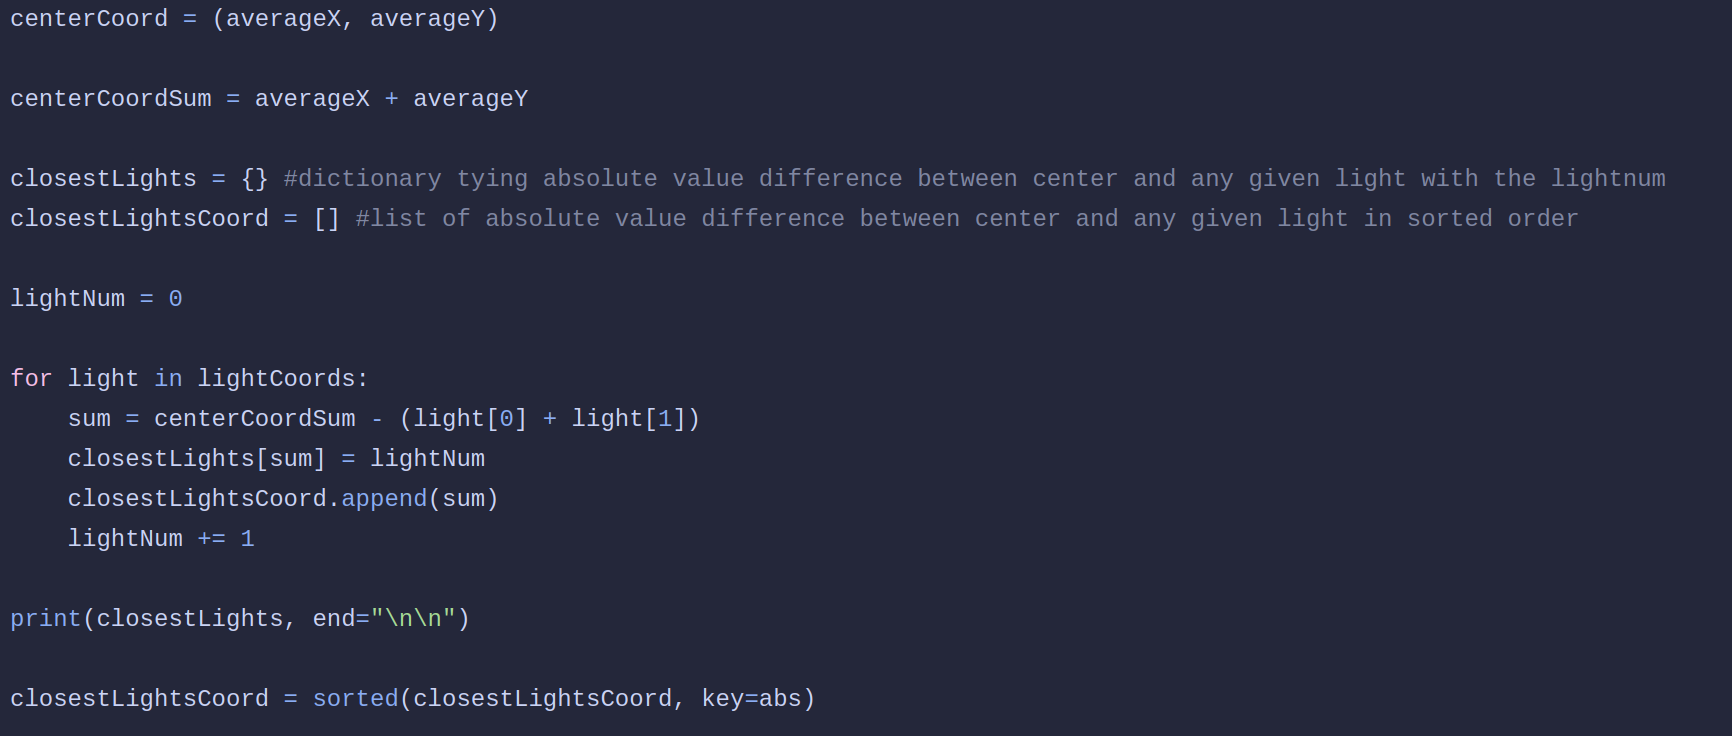 centerCoord = (averageX, averageY)
centerCoordSum = averageX + averageY
closestLights = {} #dictionary tying absolute value difference between center and any given light with the lightnum
closestLightsCoord = [] #list of absolute value difference between center and any given light in sorted order
lightNum = 0
for light in lightCoords:
    sum = centerCoordSum - (light[0] + light[1])
    closestLights[sum] = lightNum
    closestLightsCoord.append(sum)
    lightNum += 1
print(closestLights, end="\n\n")
closestLightsCoord = sorted(closestLightsCoord, key=abs)